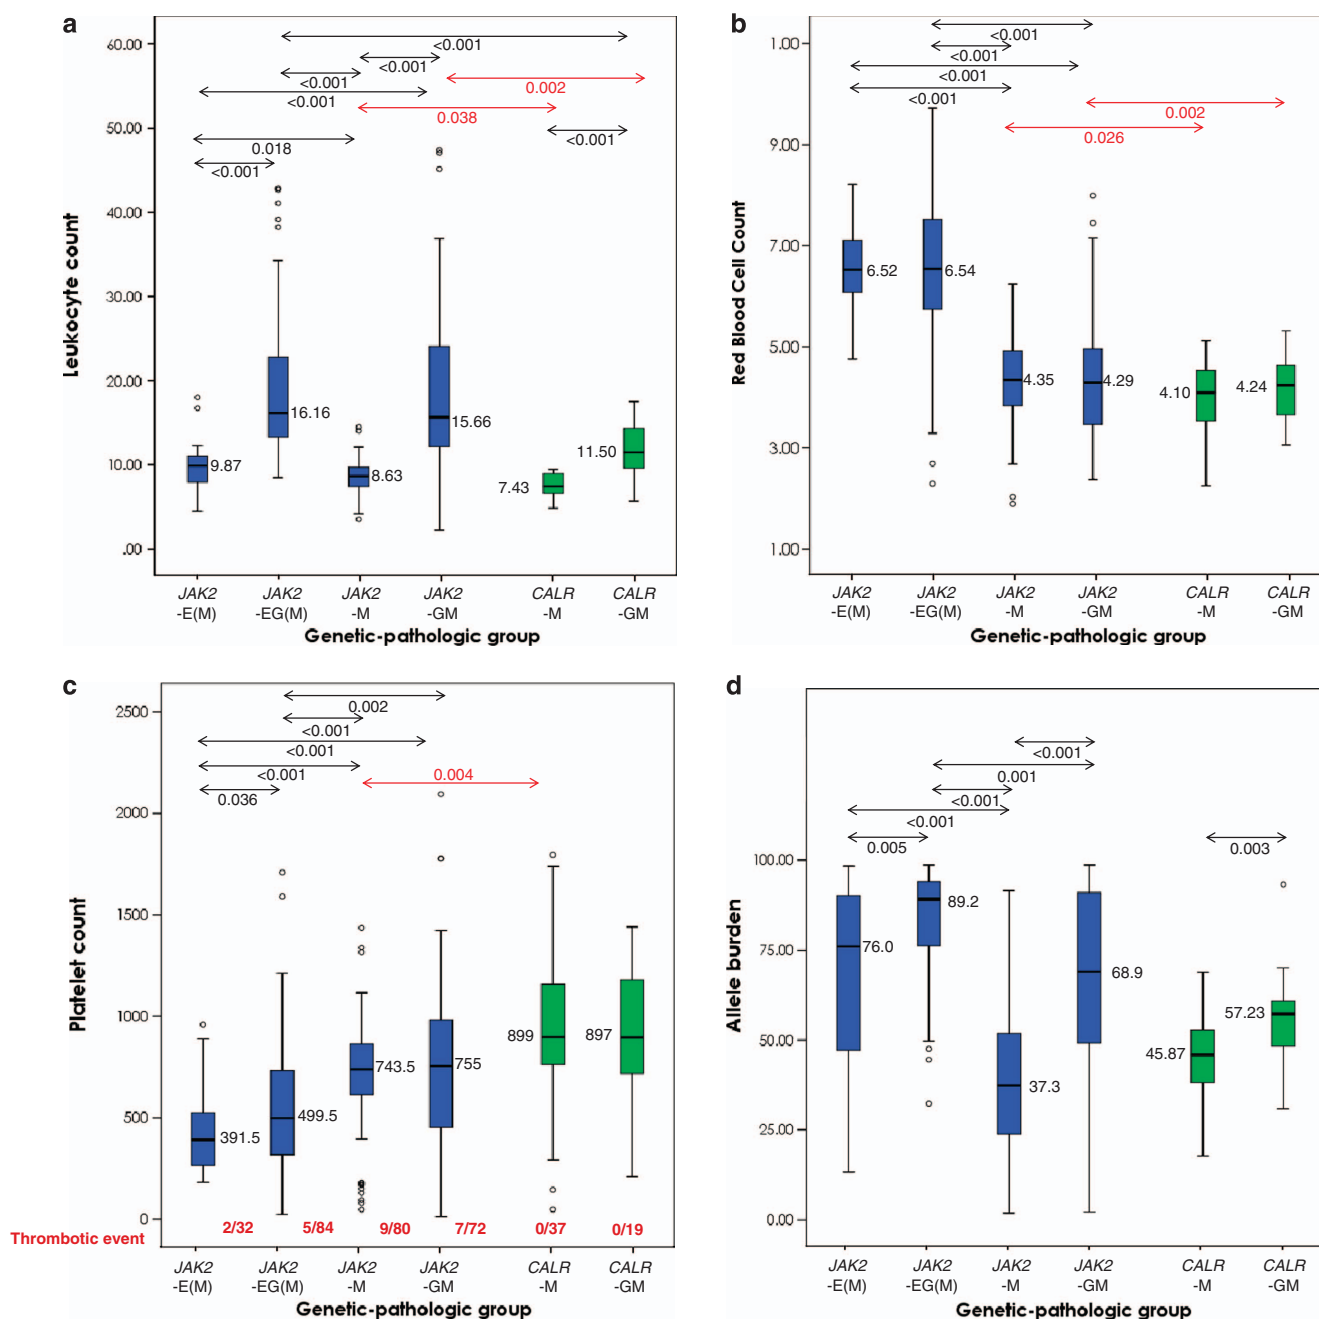 a
60.00
50.00
40.00
30.00
20.00
10.00
.00
Leukocyte count
<0.001
<0.001
<0.001
<0.001
0.002
0.038
<0.001
0.018
<0.001
9.87
16.16
8.63
15.66
7.43
11.50
JAK2 -E(M)
JAK2 -EG(M)
JAK2 -M
JAK2 -GM
CALR -M
CALR -GM
Genetic-pathologic group
b
1.00
9.00
7.00
5.00
3.00
1.00
Red Blood Cell Count
<0.001
<0.001
<0.001
<0.001
0.002
0.026
6.52
6.54
4.35
4.29
4.10
4.24
JAK2 -E(M)
JAK2 -EG(M)
JAK2 -M
JAK2 -GM
CALR -M
CALR -GM
Genetic-pathologic group
c
2500
2000
1500
1000
500
0
Platelet count
0.002
<0.001
<0.001
<0.001
0.004
0.036
391.5
499.5
743.5
755
899
897
Thrombotic event
2/32
5/84
9/80
7/72
0/37
0/19
JAK2 -E(M)
JAK2 -EG(M)
JAK2 -M
JAK2 -GM
CALR -M
CALR -GM
Genetic-pathologic group
d
100.00
75.00
50.00
25.00
0.00
Allele burden
<0.001
0.001
<0.001
<0.001
0.005
0.003
76.0
89.2
37.3
68.9
45.87
57.23
JAK2 -E(M)
JAK2 -EG(M)
JAK2 -M
JAK2 -GM
CALR -M
CALR -GM
Genetic-pathologic group